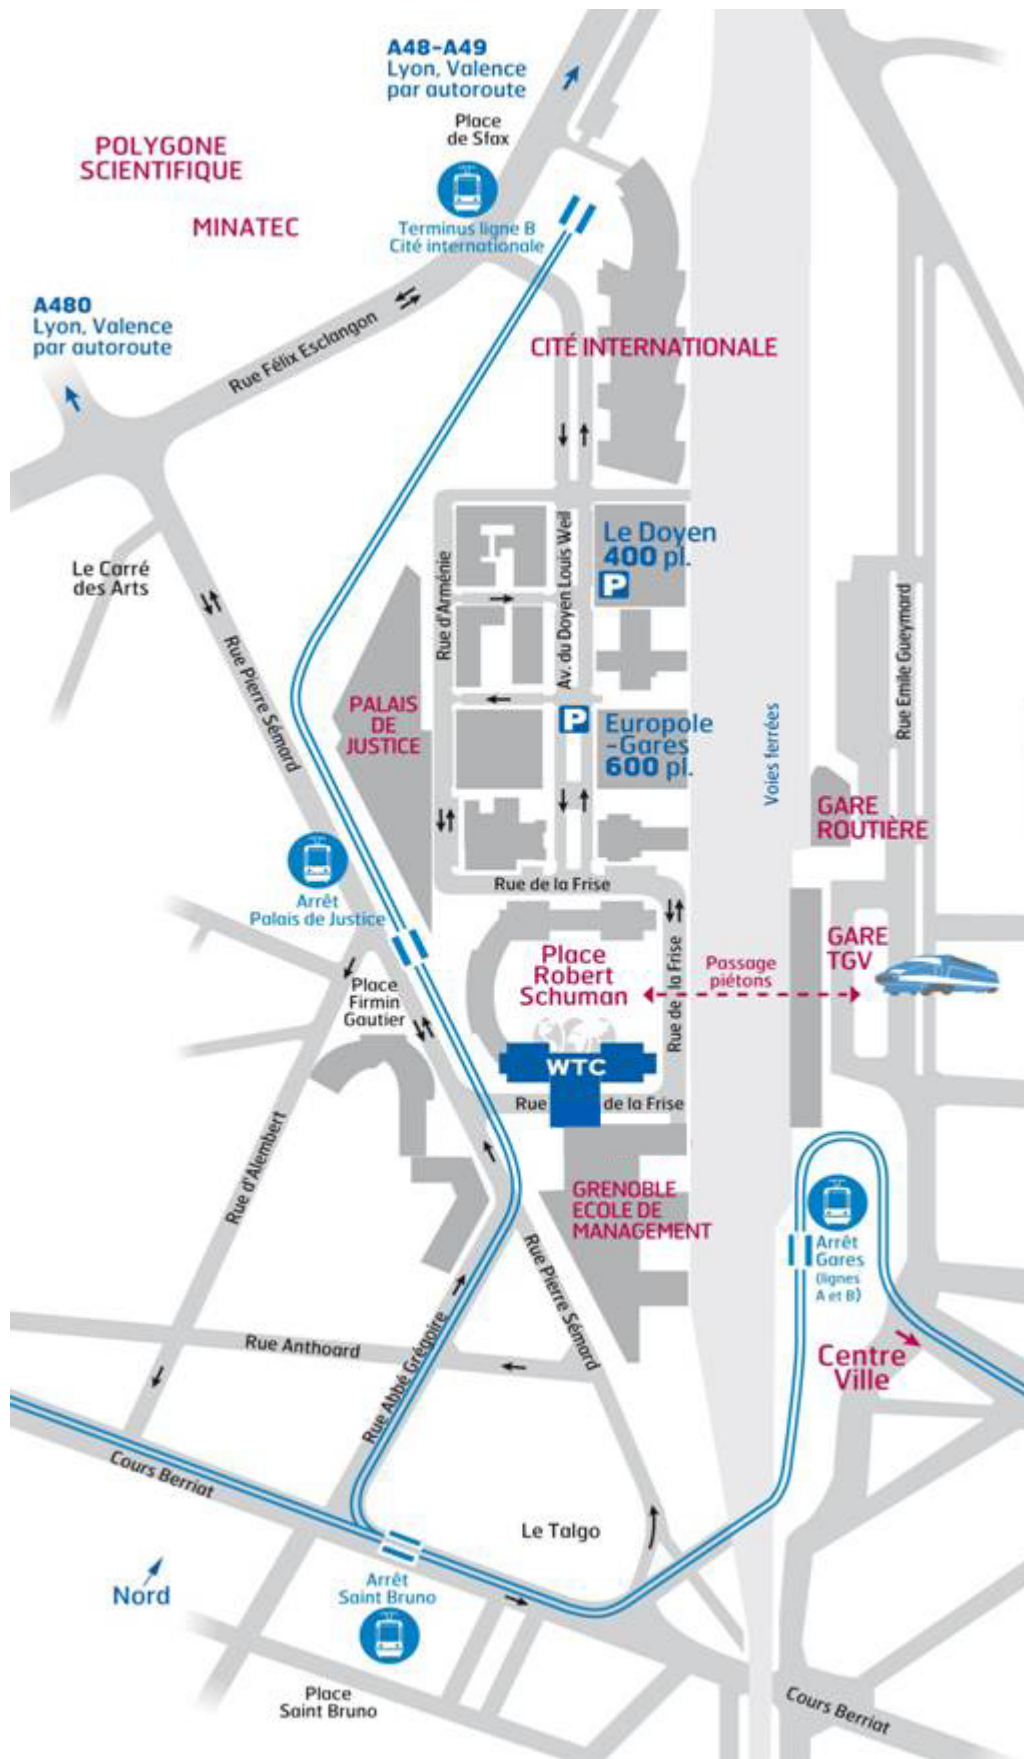 A48-A49
Lyon, Valence
par autoroute
Place
de Sfax
POLYGONE
SCIENTIFIQUE
MINATEC
Terminus ligne B
Cité internationale
A480
Lyon, Valence
par autoroute
Rue Félix Esclangon
CITÉ INTERNATIONALE
Le Doyen
400 pl.
P
Le Carré
des Arts
Rue d'Arménie
Av. du Doyen Louis Weil
Rue Emile Gueymard
Rue Pierre Sémard
PALAIS
DE
JUSTICE
P
Europole
-Gares
600 pl.
Voies ferrées
GARE
ROUTIÈRE
Arrêt
Palais de Justice
Rue de la Frise
Place
Robert
Schuman
Rue de la Frise
Passage
piétons
GARE
TGV
Place
Firmin
Gautier
WTC
Rue de la Frise
Rue d'Alembert
GRENOBLE
ECOLE DE
MANAGEMENT
Arrêt
Gares
(lignes
A et B)
Rue Pierre Sémard
Rue Anthoard
Rue Abbé Grégoire
Centre
Ville
Cours Berriat
Le Talgo
Nord
Arrêt
Saint Bruno
Place
Saint Bruno
Cours Berriat